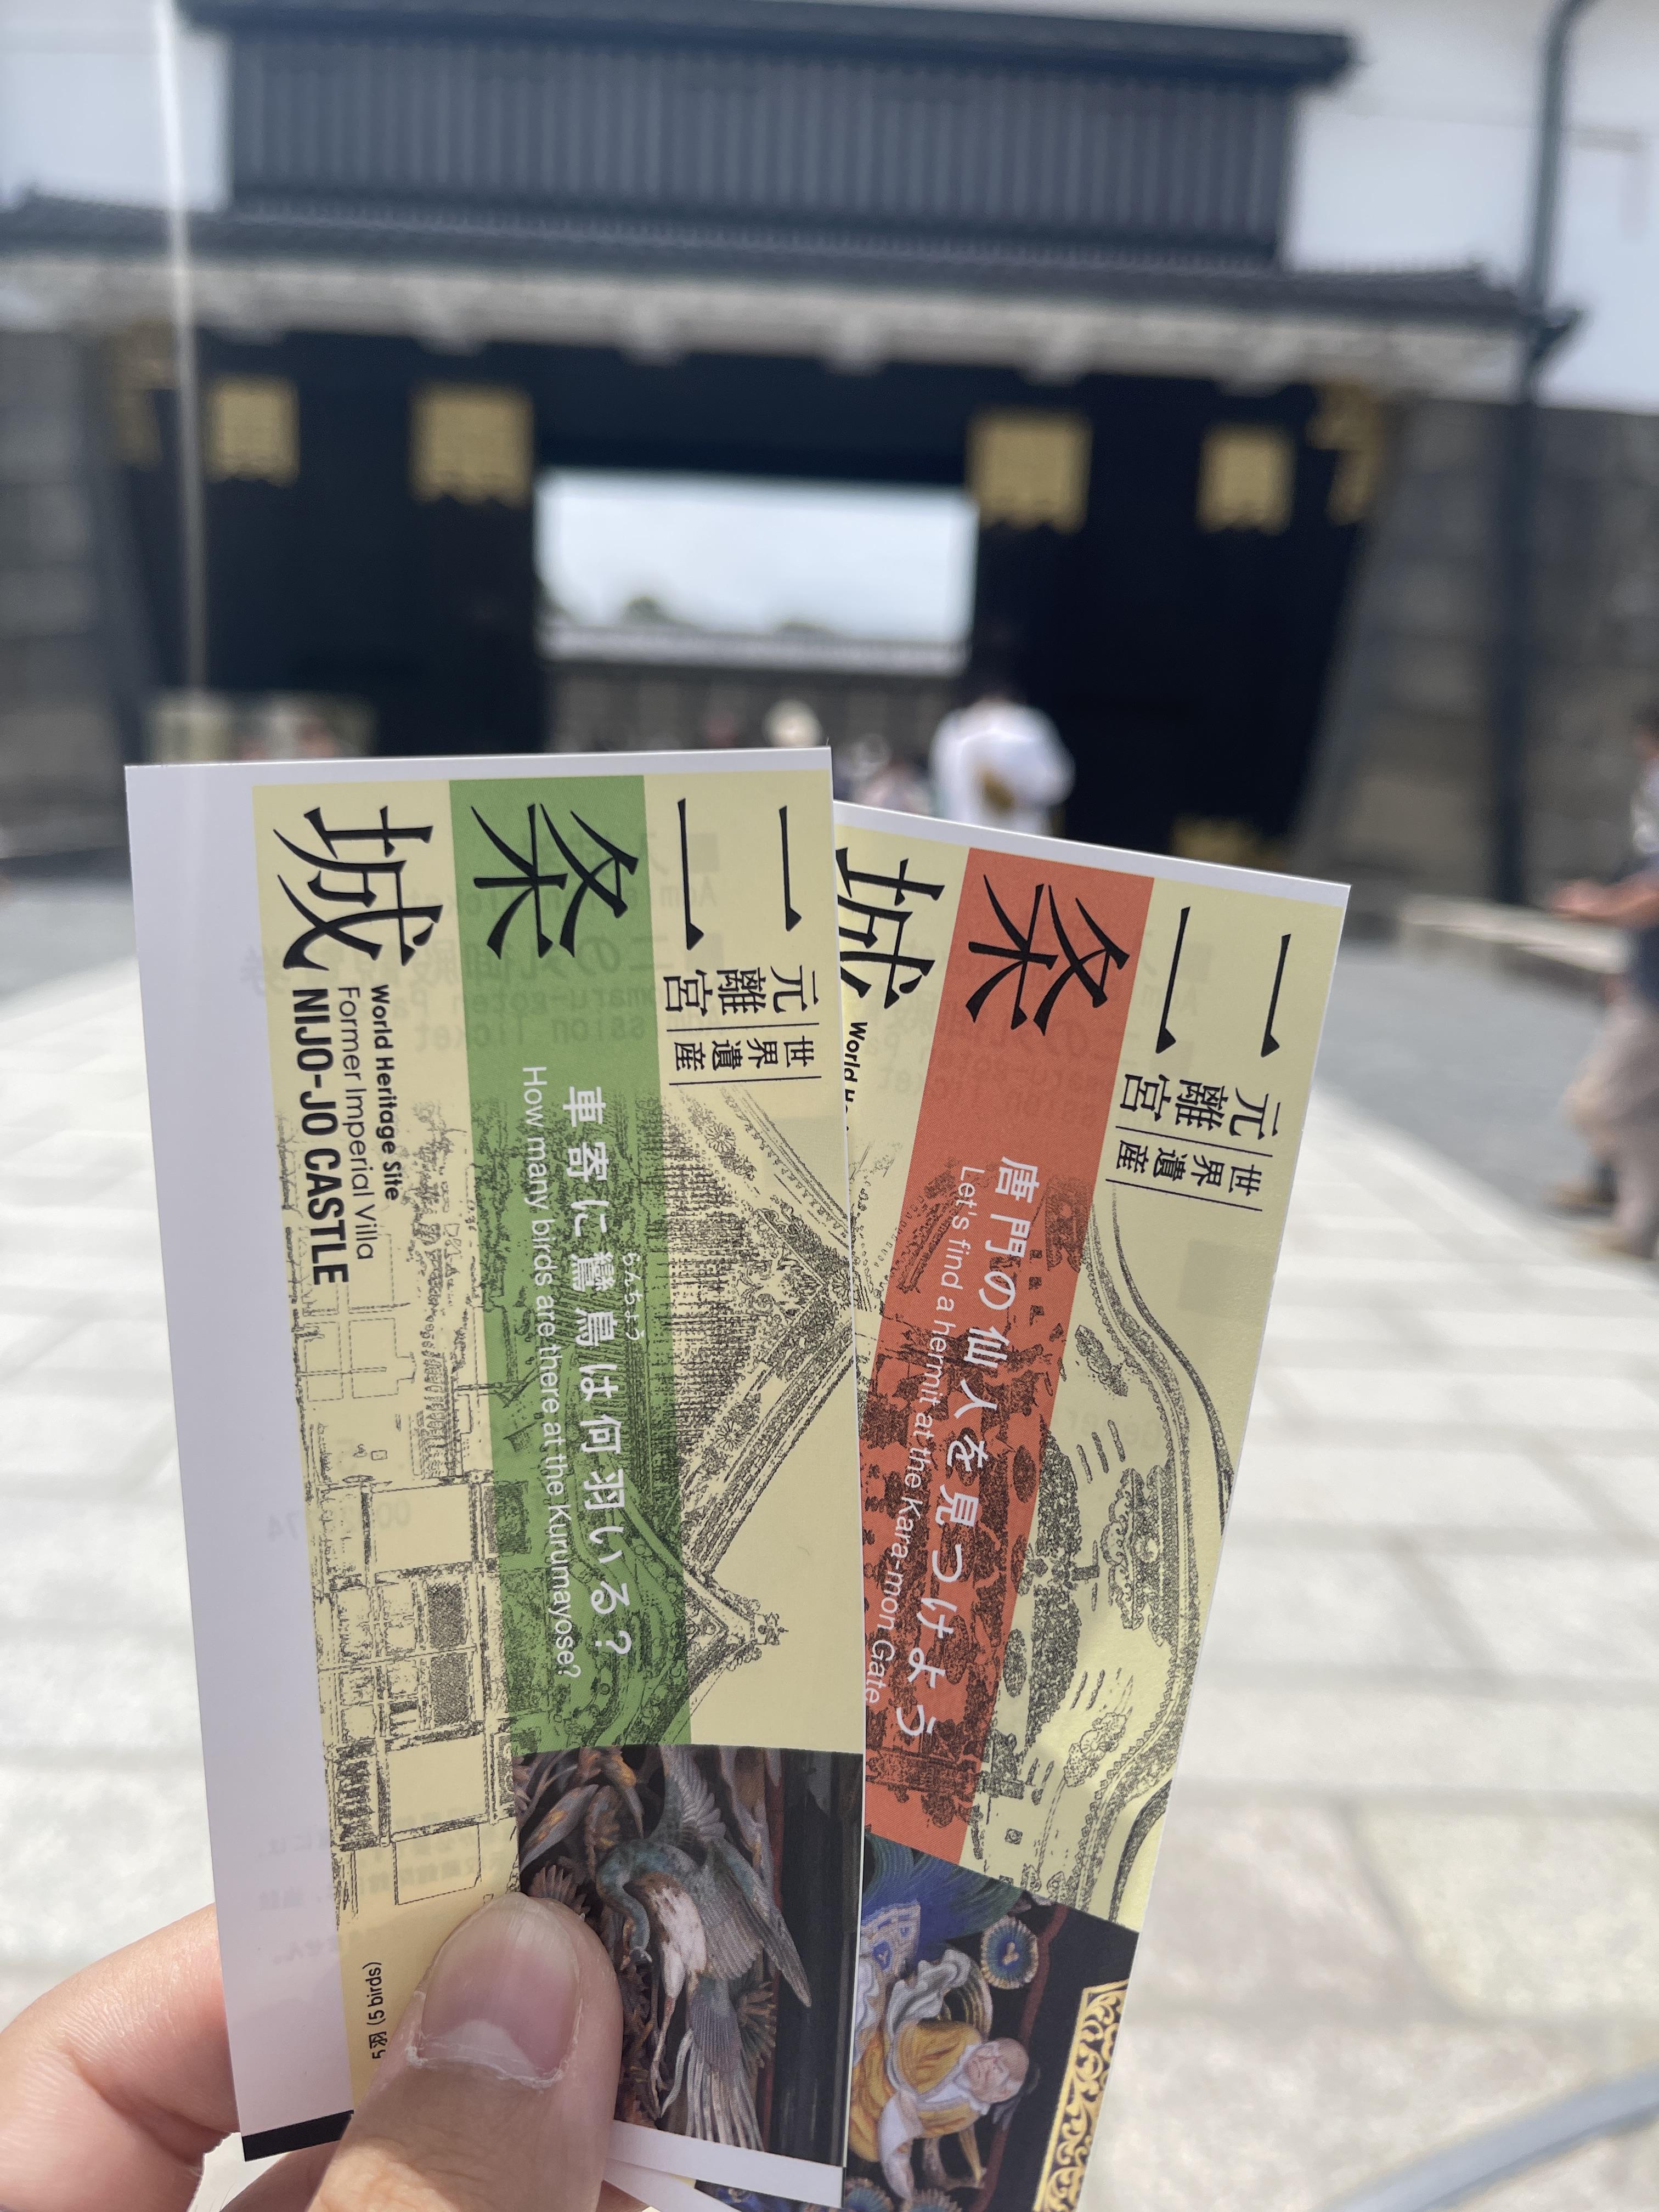 二条城
元離宮
世界遺産
World Heritage Site
Former Imperial Villa
NIJO-JO CASTLE
らんちょう
車寄に鸞鳥は何羽いる?
How many birds are there at the Kurumayose?
5羽 (5 birds)
二条城
元離宮
世界遺産
World
唐門の仙人を見つけよう
Let's find a hermit at the Kara-mon Gate